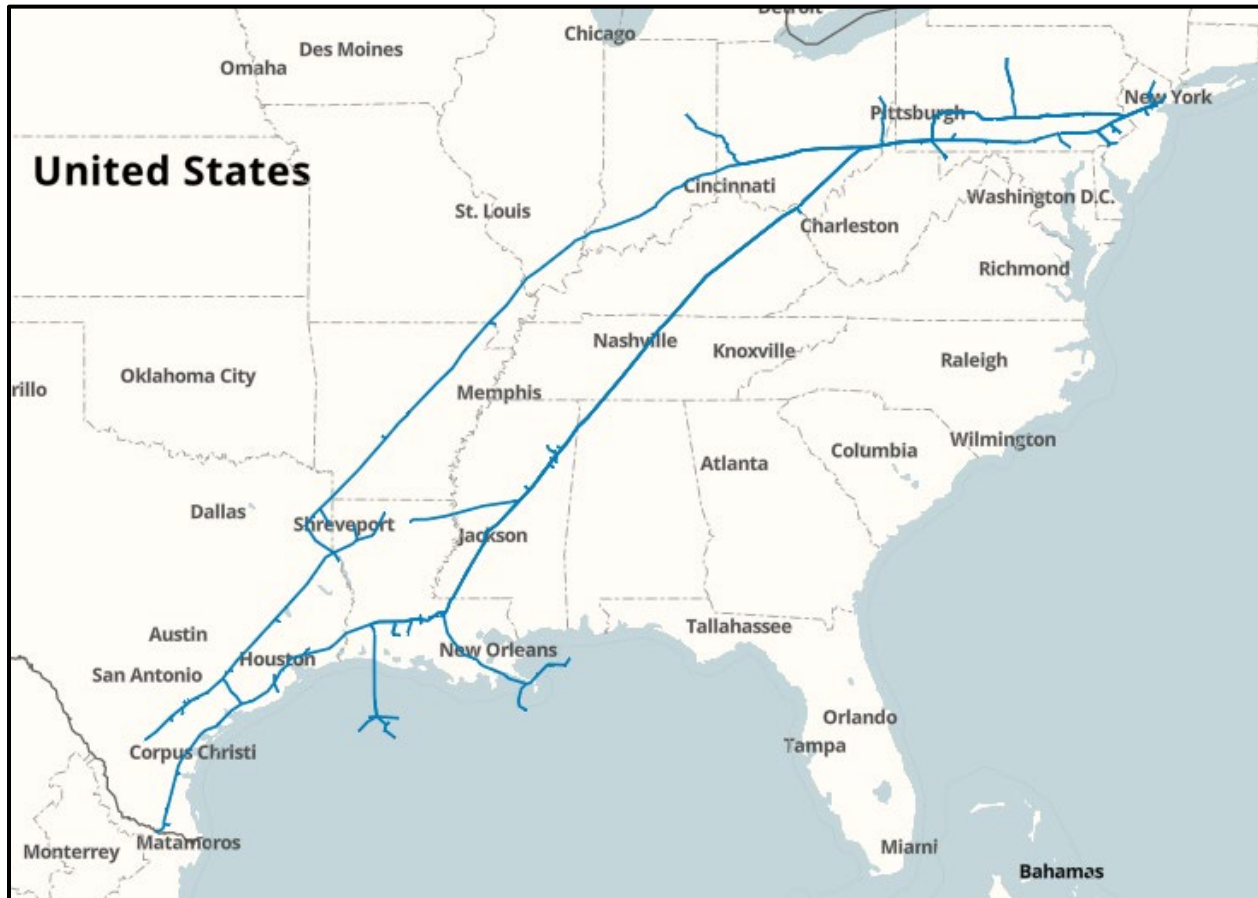 Detroit
Chicago
Des Moines
Omaha
New York
Pittsburgh
United States
Cincinnati
Washington D.C.
St. Louis
Charleston
Richmond
Nashville
Knoxville
Raleigh
Oklahoma City
rillo
Memphis
Wilmington
Columbia
Atlanta
Dallas
Shreveport
Jackson
Tallahassee
Austin
New Orleans
Houston
San Antonio
Orlando
Tampa
Corpus Christi
Matamoros
Miami
Monterrey
Bahamas